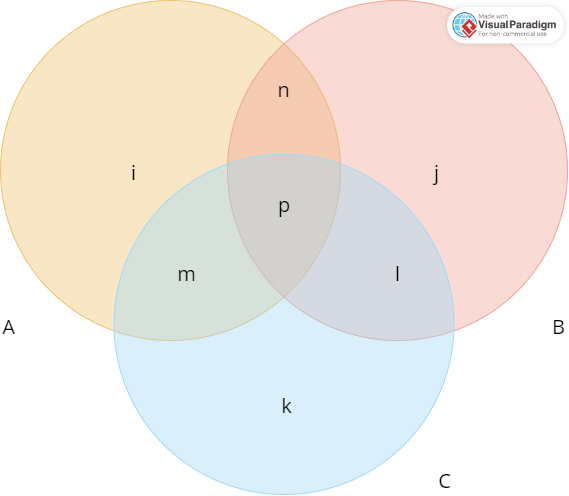 Made with
Visual Paradigm
For non-commercial use
n
i
j
p
m
l
A
B
k
C